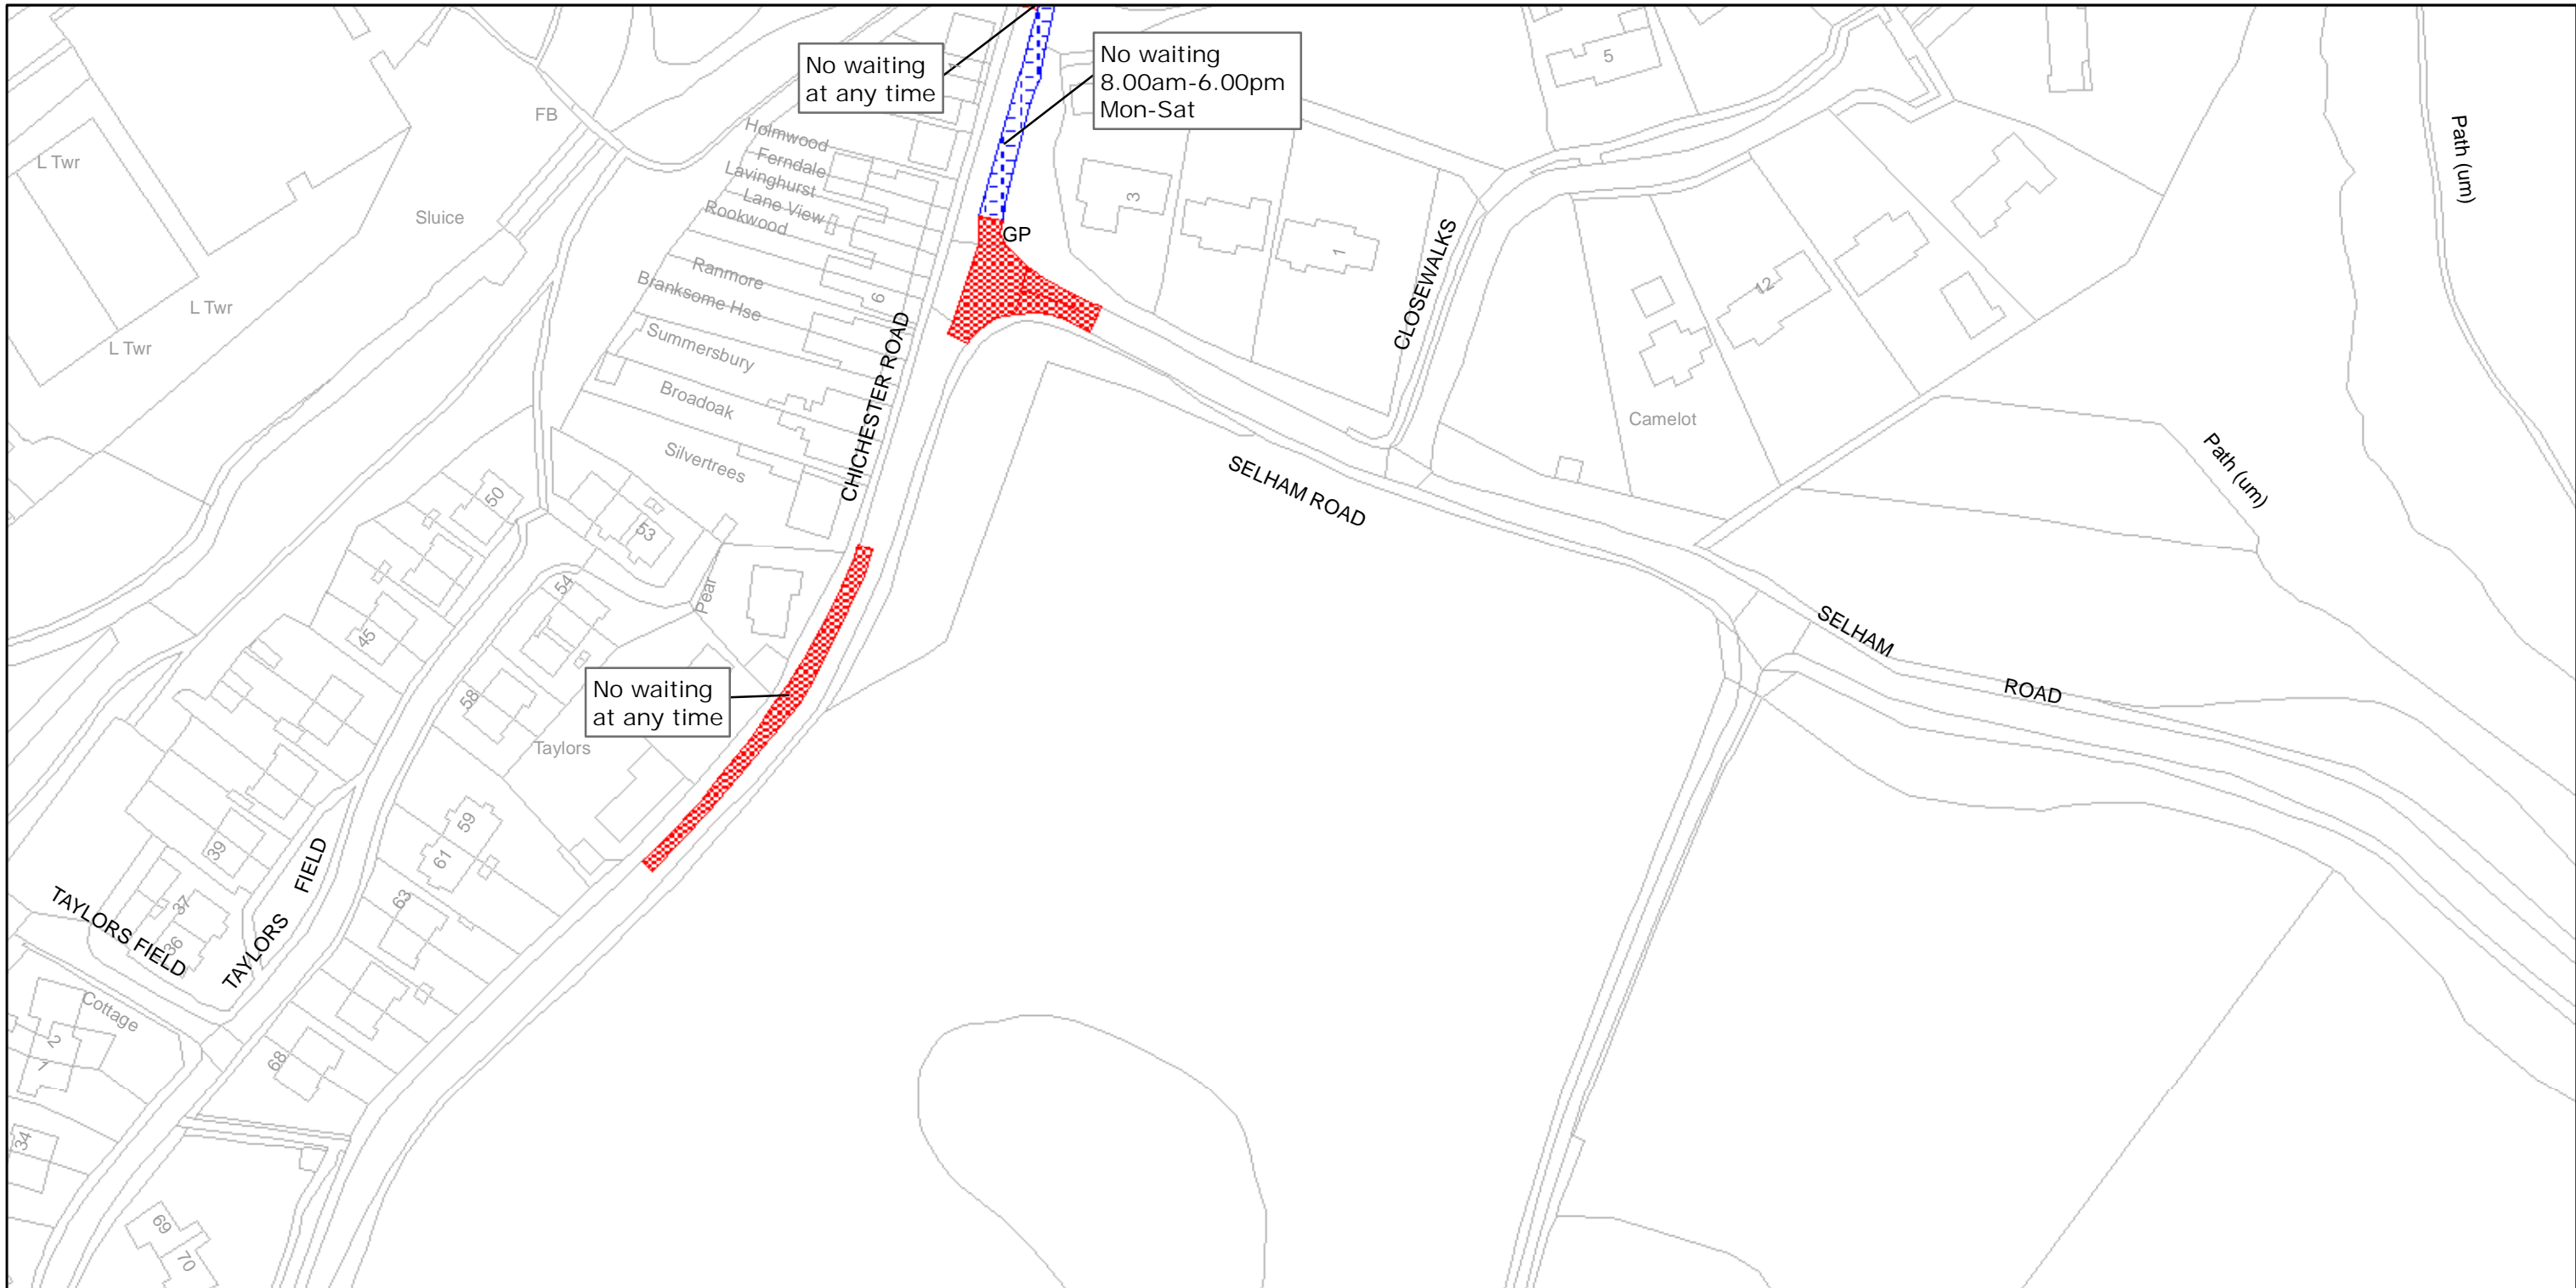 No waiting
at any time
No waiting
8.00am-6.00pm
Mon-Sat
5
FB
L Twr
Holmwood
Ferndale
Lavinghurst
Lane View
Rookwood
Path (um)
Sluice
3
GP
1
CLOSEWALKS
12
Ranmore
Branksome Hse
6
L Twr
L Twr
Summersbury
Broadoak
Silvertrees
CHICHESTER ROAD
Camelot
SELHAM ROAD
Path (um)
50
53
54
Pear
45
58
SELHAM
ROAD
No waiting
at any time
Taylors
59
61
39
63
FIELD
TAYLORS
TAYLORS FIELD
37
36
Cottage
2
1
68
34
69
70